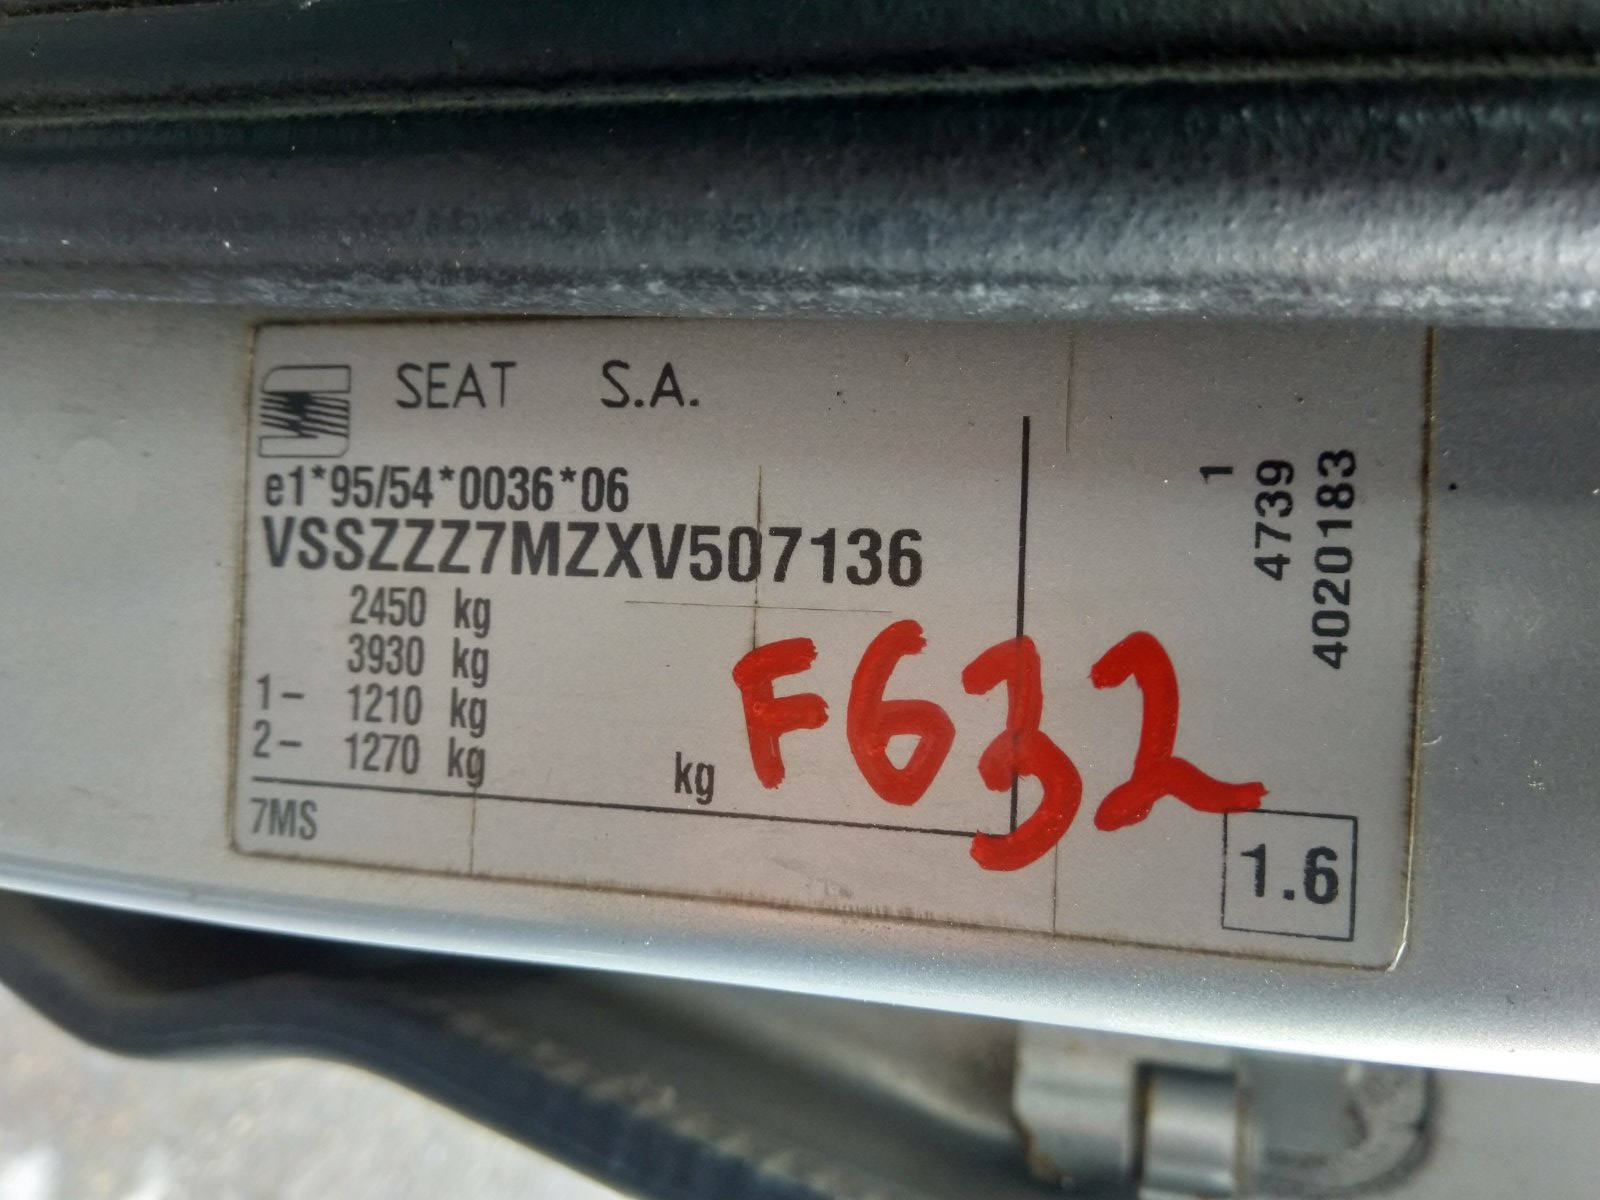 SEAT S.A.
e1*95/54*0036*06
VSSZZZ7MZXV507136
2450 kg
3930 kg
1- 1210 kg
2- 1270 kg
kg
7MS
F632
1
4739
4020183
1.6